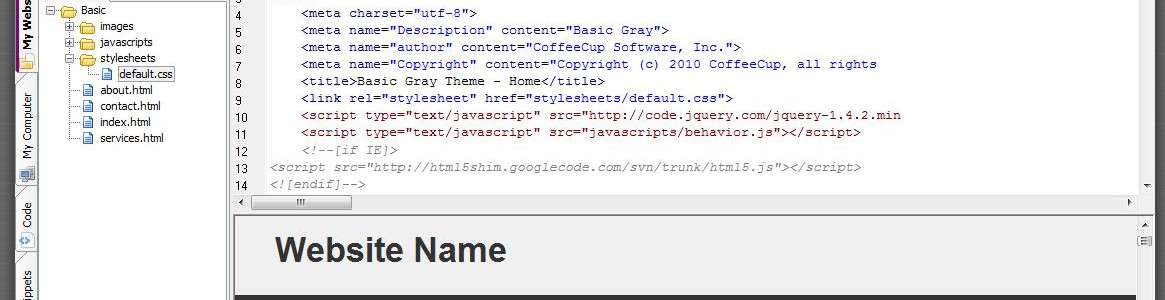 My Webs
My Computer
Code
ippets
Basic
images
javascripts
stylesheets
default.css
about.html
contact.html
index.html
services.html
4 <meta charset="utf-8">
5 <meta name="Description" content="Basic Gray">
6 <meta name="author" content="CoffeeCup Software, Inc.">
7 <meta name="Copyright" content="Copyright (c) 2010 CoffeeCup, all rights
8 <title>Basic Gray Theme - Home</title>
9 <link rel="stylesheet" href="stylesheets/default.css">
10 <script type="text/javascript" src="http://code.jquery.com/jquery-1.4.2.min
11 <script type="text/javascript" src="javascripts/behavior.js"></script>
12 <!--[if IE]>
13 <script src="http://html5shim.googlecode.com/svn/trunk/html5.js"></script>
14 <![endif]-->
Website Name